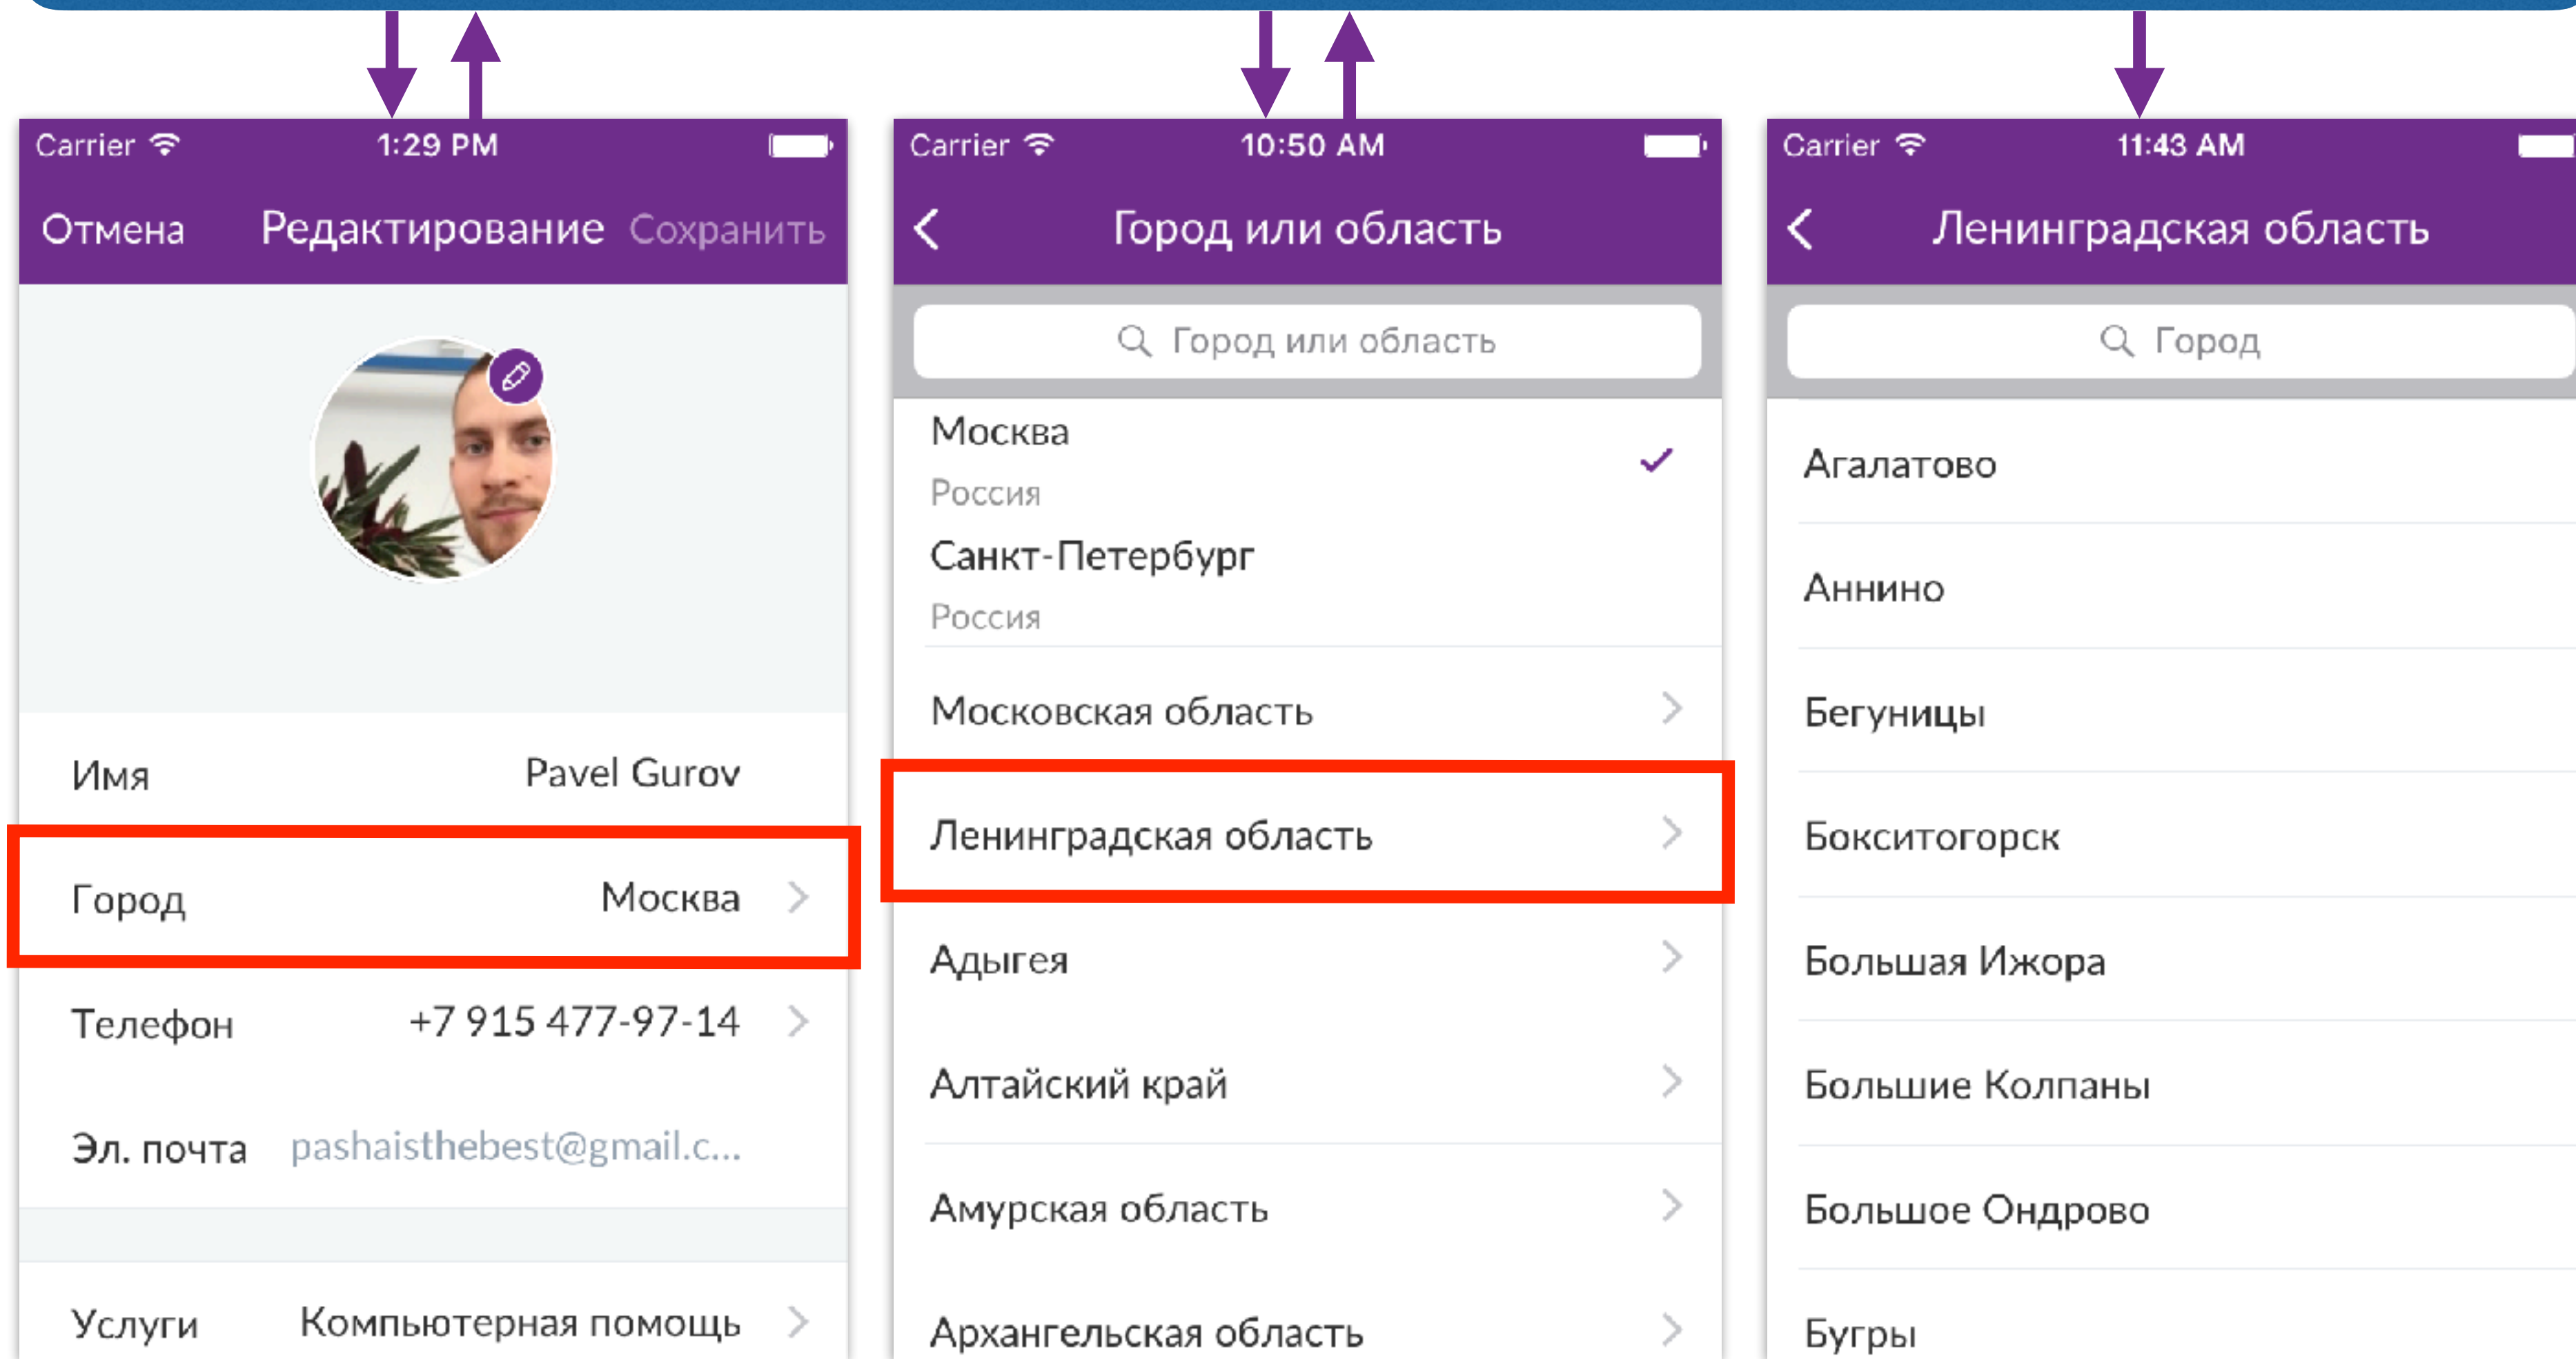 Carrier 1:29 PM
Отмена Редактирование Сохранить
Имя Pavel Gurov
Город Москва
Телефон +7 915 477-97-14
Эл. почта pashaisthebest@gmail.c...
Услуги Компьютерная помощь
Carrier 10:50 AM
Город или область
Город или область
Москва
Россия
Санкт-Петербург
Россия
Московская область
Ленинградская область
Адыгея
Алтайский край
Амурская область
Архангельская область
Carrier 11:43 AM
Ленинградская область
Город
Агалатово
Аннино
Бегуницы
Бокситогорск
Большая Ижора
Большие Колпаны
Большое Ондрово
Бугры